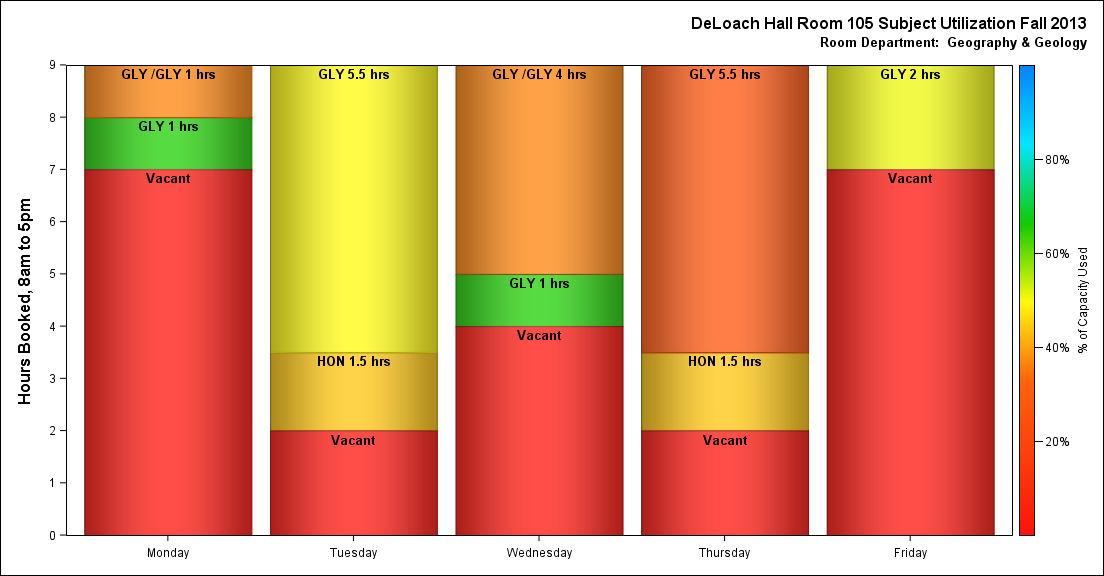 DeLoach Hall Room 105 Subject Utilization Fall 2013
Room Department: Geography & Geology
Hours Booked, 8am to 5pm
9
8
7
6
5
4
3
2
1
0
GLY /GLY 1 hrs
GLY 1 hrs
Vacant
GLY 5.5 hrs
HON 1.5 hrs
Vacant
GLY /GLY 4 hrs
GLY 1 hrs
Vacant
GLY 5.5 hrs
HON 1.5 hrs
Vacant
GLY 2 hrs
Vacant
Monday
Tuesday
Wednesday
Thursday
Friday
80%
60%
40%
20%
% of Capacity Used